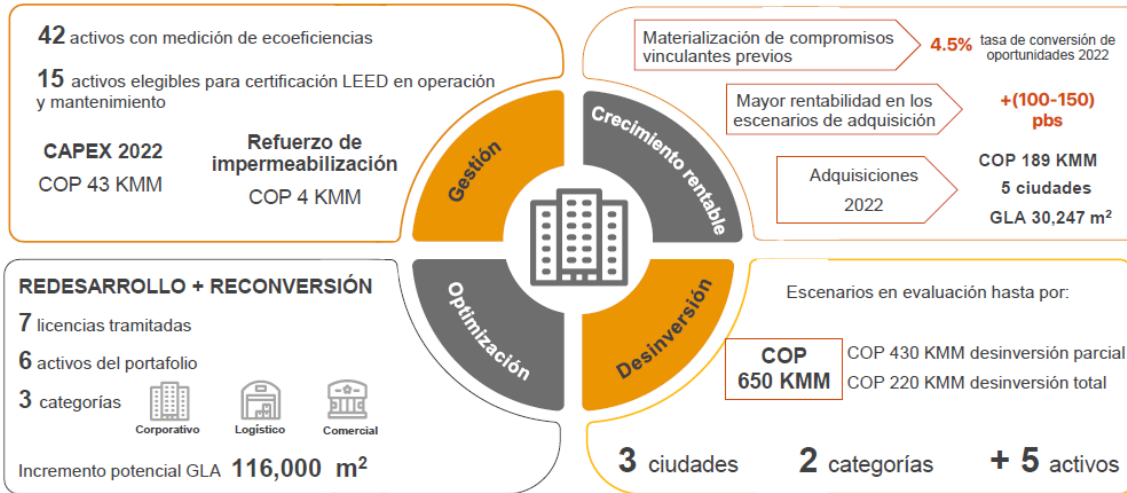 42 activos con medición de ecoeficiencias
15 activos elegibles para certificación LEED en operación
y mantenimiento
CAPEX 2022
COP 43 KMM
Refuerzo de
impermeabilización
COP 4 KMM
Gestión
Crecimiento rentable
Materialización de compromisos
vinculantes previos
4.5% tasa de conversión de
oportunidades 2022
Mayor rentabilidad en los
escenarios de adquisición
+(100-150)
pbs
Adquisiciones
2022
COP 189 KMM
5 ciudades
GLA 30,247 m²
REDESARROLLO + RECONVERSIÓN
7 licencias tramitadas
6 activos del portafolio
3 categorías
Corporativo
Logístico
Comercial
Incremento potencial GLA 116,000 m²
Optimización
Desinversión
Escenarios en evaluación hasta por:
COP
650 KMM
COP 430 KMM desinversión parcial
COP 220 KMM desinversión total
3 ciudades
2 categorías
+ 5 activos